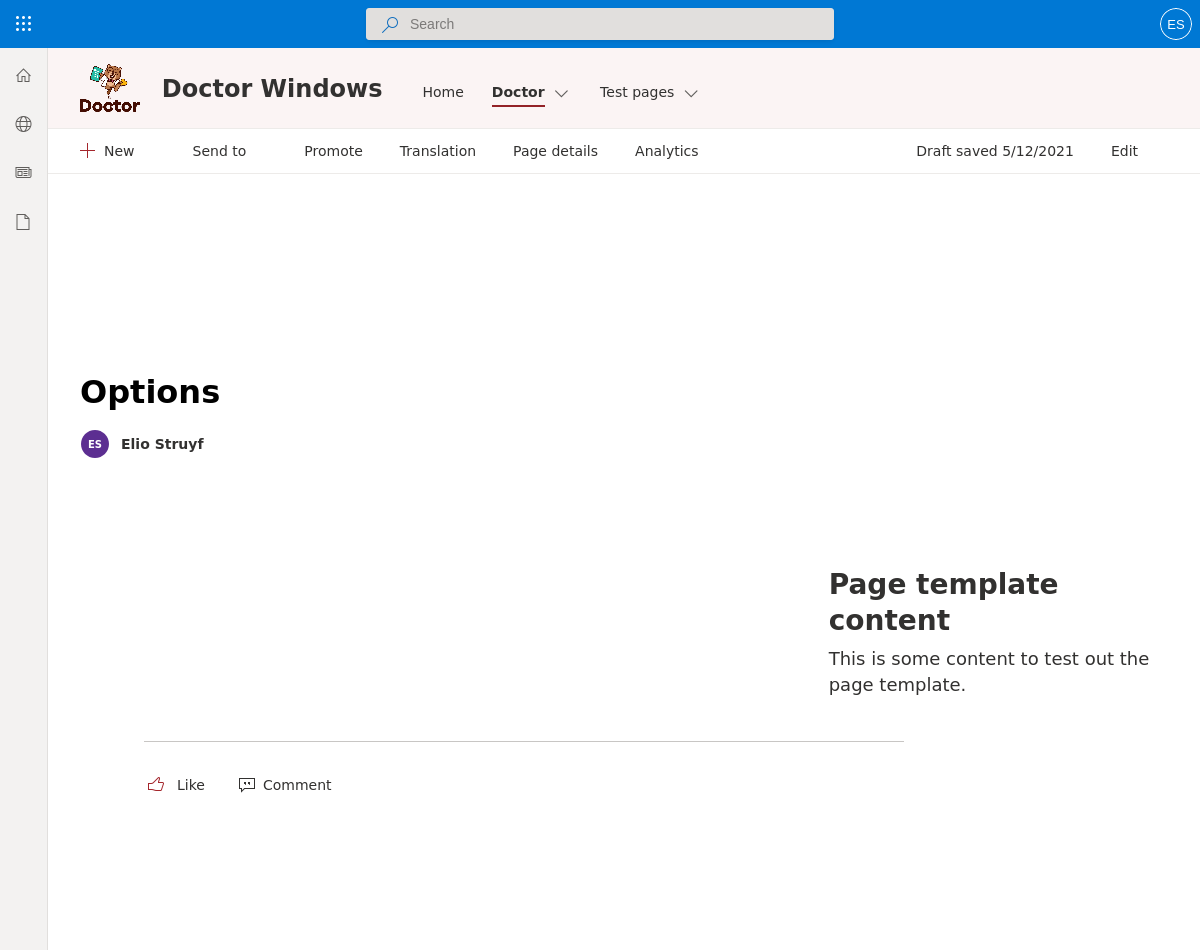 Search
ES
Doctor
Doctor Windows
Home
Doctor
Test pages
New
Send to
Promote
Translation
Page details
Analytics
Draft saved 5/12/2021
Edit
Options
ES
Elio Struyf
Page template
content
This is some content to test out the
page template.
Like
Comment